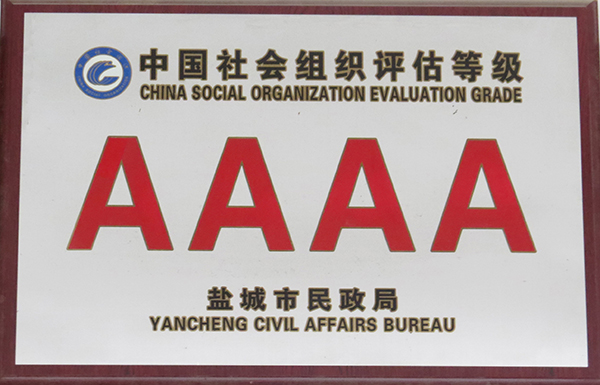 中国社会组织评估等级
CHINA SOCIAL ORGANIZATION EVALUATION GRADE
AAAA
盐城市民政局
YANCHENG CIVIL AFFAIRS BUREAU